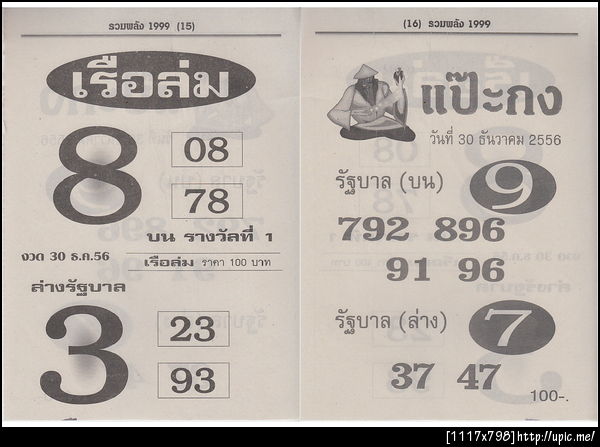 รวมพลัง 1999 (15)
เรือล่ม
8
08
78
บน รางวัลที่ 1
งวด 30 ธ.ค.56
เรือล่ม ราคา 100 บาท
ล่างรัฐบาล
3
23
93
(16) รวมพลัง 1999
แป๊ะกง
วันที่ 30 ธันวาคม 2556
รัฐบาล (บน) 9
792 896
91 96
รัฐบาล (ล่าง) 7
37 47
100-.
[1117x798]http://upic.me/